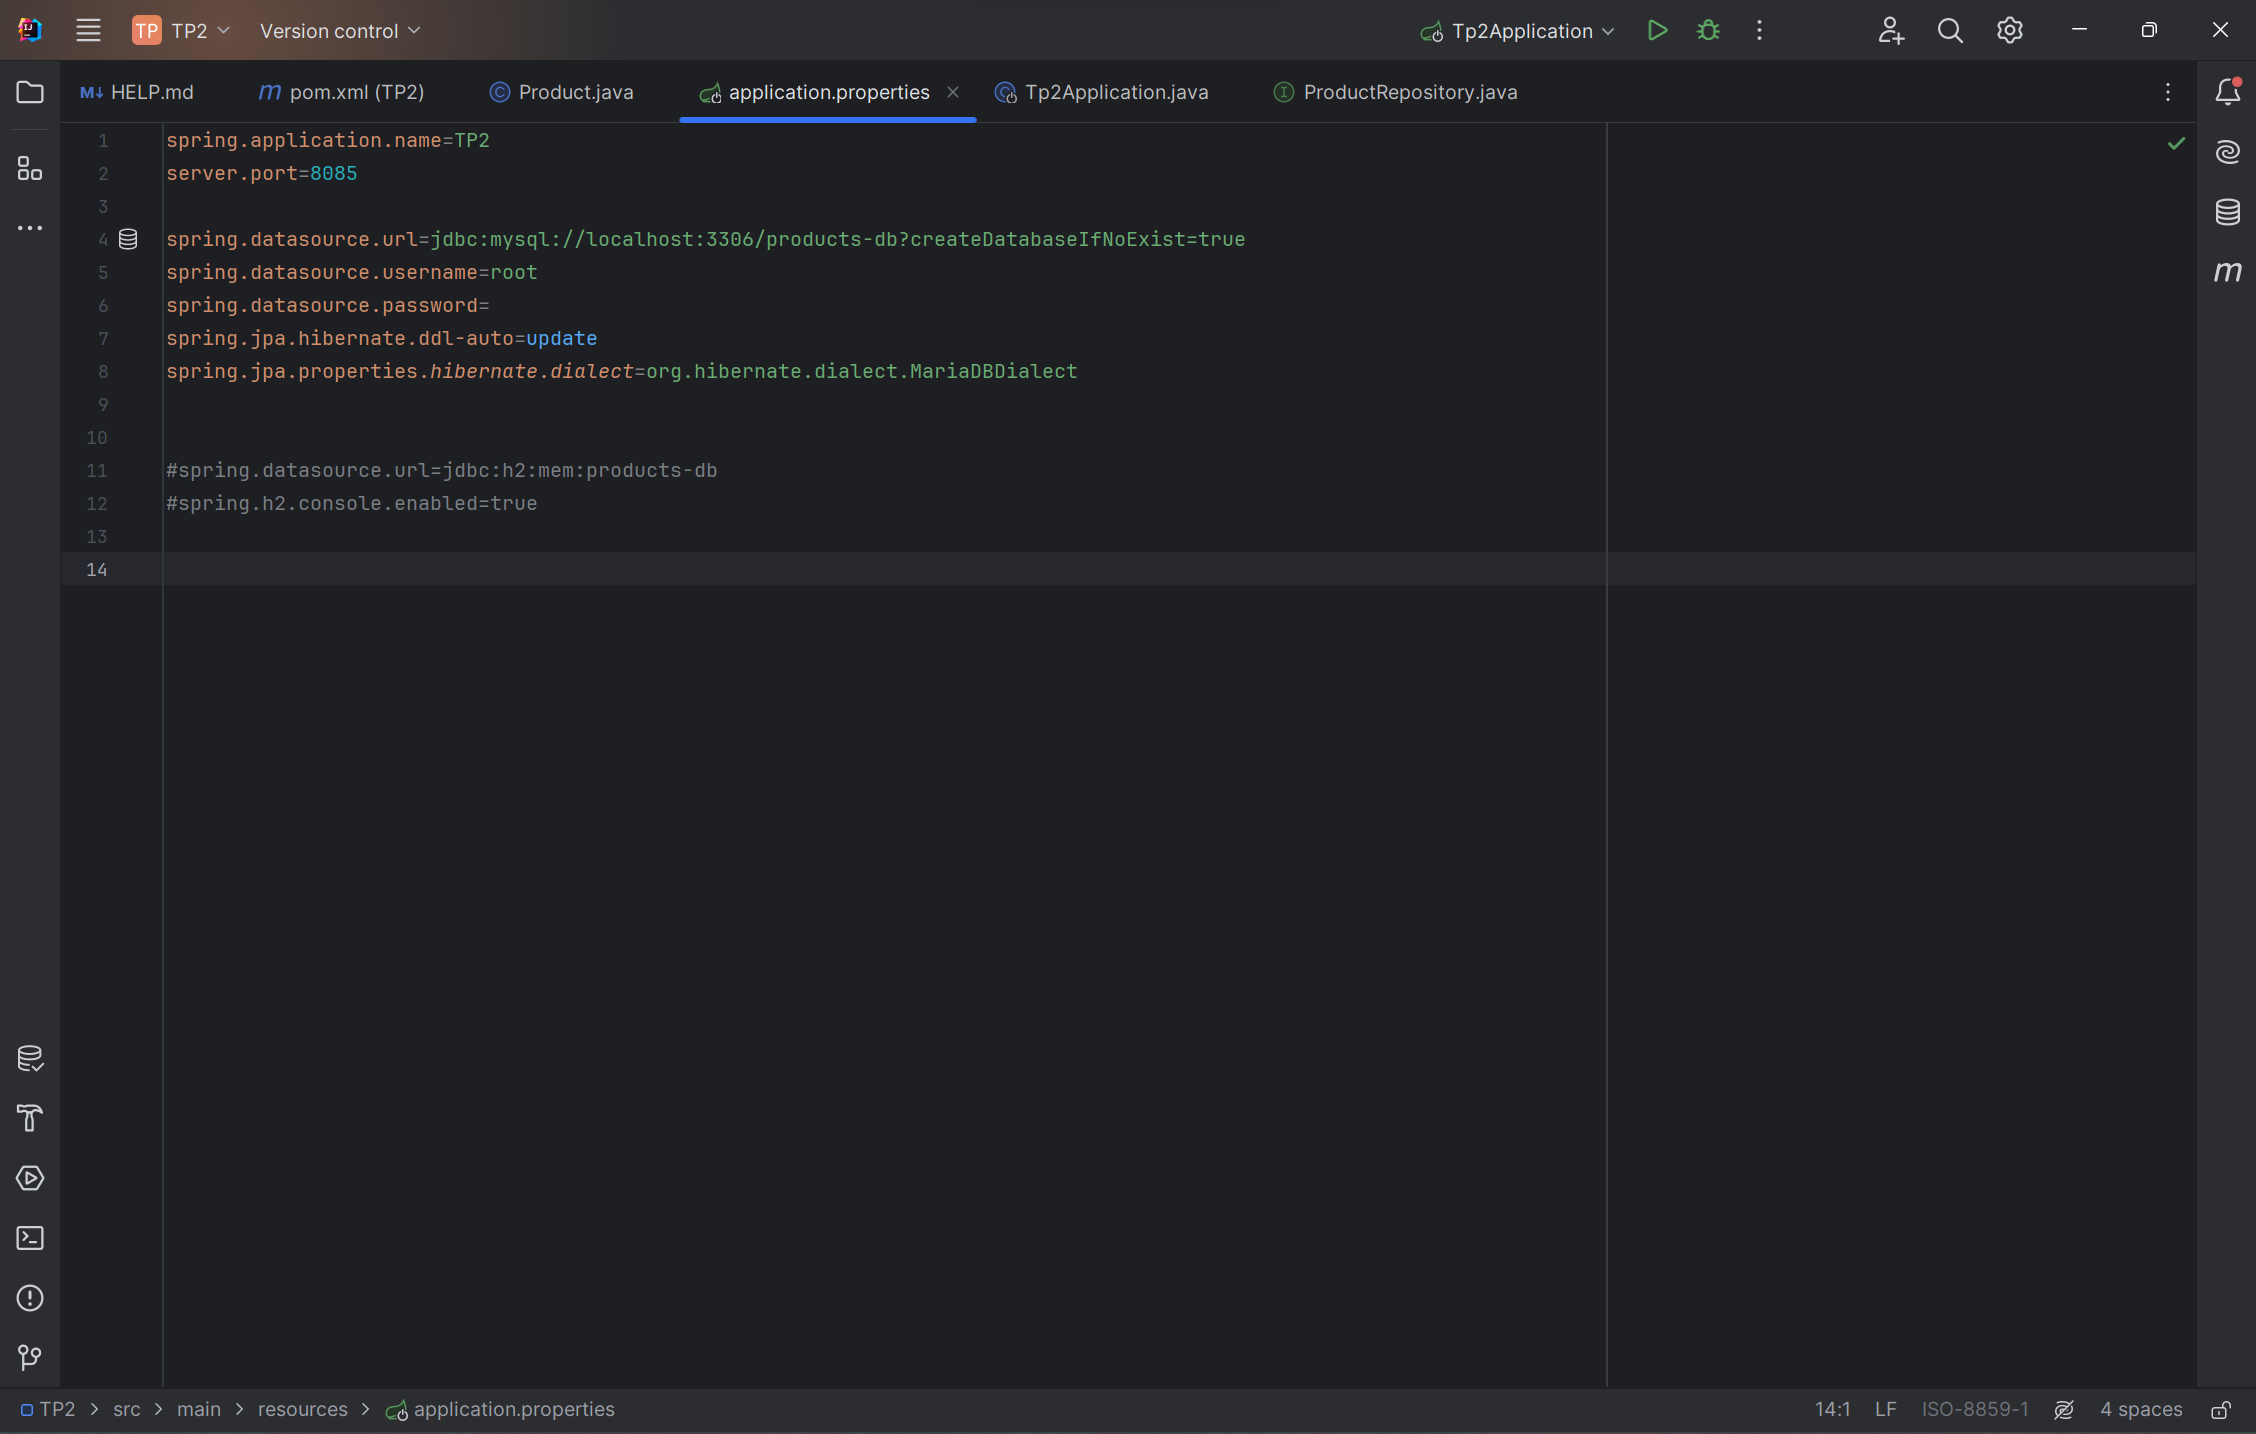 TP TP2 Version control Tp2Application
HELP.md pom.xml (TP2) Product.java application.properties Tp2Application.java ProductRepository.java
1 spring.application.name=TP2
2 server.port=8085
3
4 spring.datasource.url=jdbc:mysql://localhost:3306/products-db?createDatabaseIfNoExist=true
5 spring.datasource.username=root
6 spring.datasource.password=
7 spring.jpa.hibernate.ddl-auto=update
8 spring.jpa.properties.hibernate.dialect=org.hibernate.dialect.MariaDBDialect
9
10
11 #spring.datasource.url=jdbc:h2:mem:products-db
12 #spring.h2.console.enabled=true
13
14
TP2 > src > main > resources > application.properties 14:1 LF ISO-8859-1 4 spaces